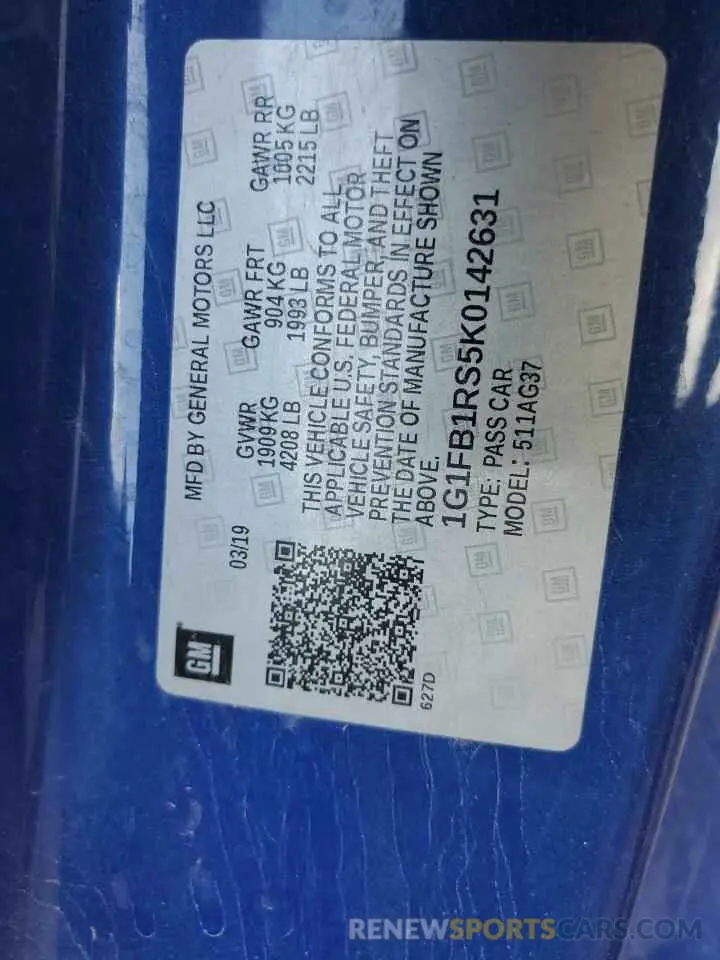 GM
MFD BY GENERAL MOTORS LLC
03/19
GVWR GAWR FRT GAWR RR
1909 KG 904 KG 1005 KG
4208 LB 1993 LB 2215 LB
THIS VEHICLE CONFORMS TO ALL
APPLICABLE U.S. FEDERAL MOTOR
VEHICLE SAFETY, BUMPER, AND THEFT
PREVENTION STANDARDS IN EFFECT ON
THE DATE OF MANUFACTURE SHOWN
ABOVE.
1G1FB1RS5K0142631
TYPE: PASS CAR
MODEL: 511AG37
627D
RENEWSPORTSCARS.COM